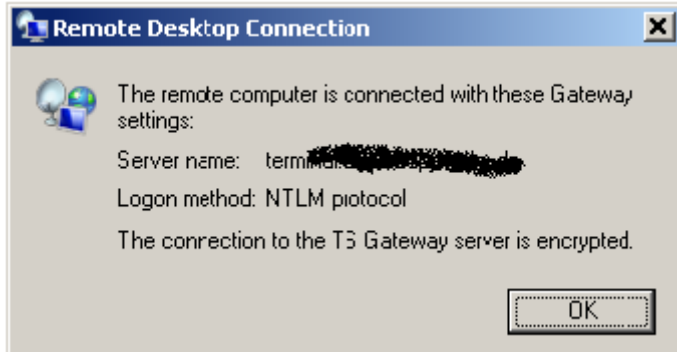 Remote Desktop Connection
The remote computer is connected with these Gateway
settings:
Server name:
Logon method: NTLM protocol
The connection to the TS Gateway server is encrypted.
OK